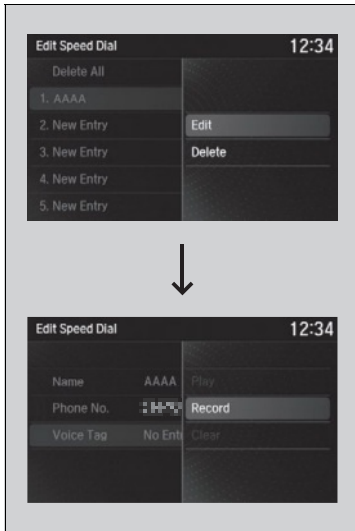 Edit Speed Dial 12:34
Delete All
1. AAAA
2. New Entry
3. New Entry
4. New Entry
5. New Entry
Edit
Delete
Edit Speed Dial 12:34
Name AAAA
Phone No.
Voice Tag No Ent
Play
Record
Clear